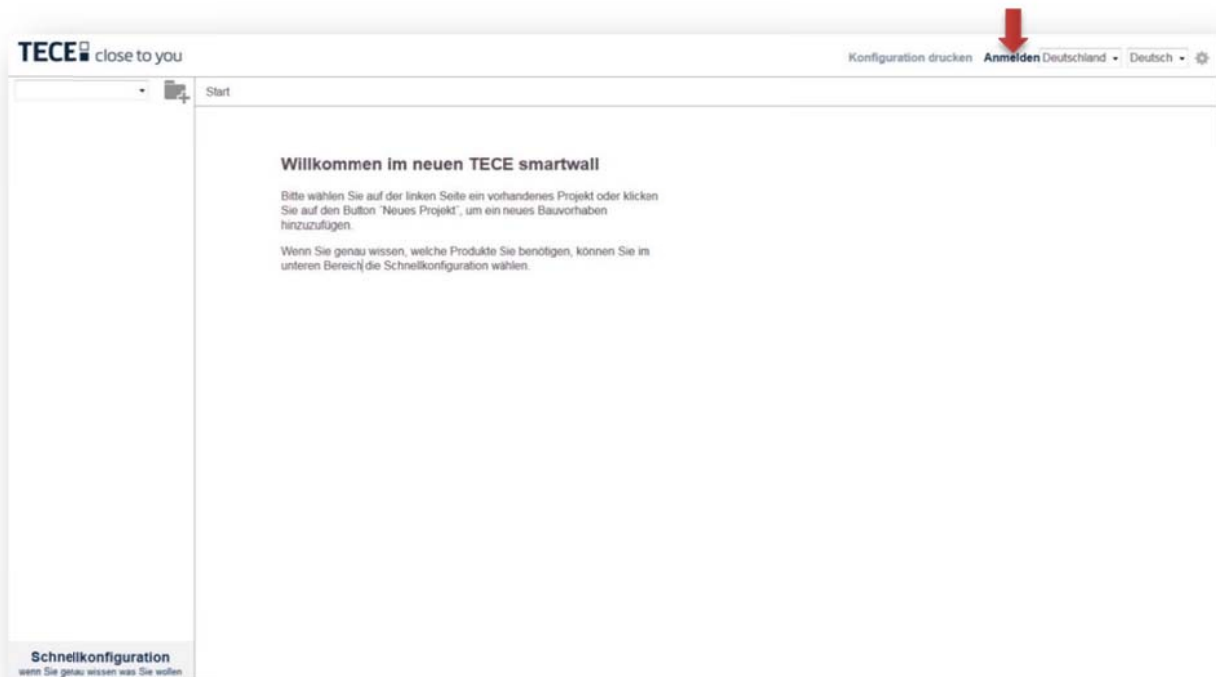 TECE close to you
Konfiguration drucken Anmelden Deutschland Deutsch
Start
Willkommen im neuen TECE smartwall
Bitte wählen Sie auf der linken Seite ein vorhandenes Projekt oder klicken
Sie auf den Button ´Neues Projekt´, um ein neues Bauvorhaben
hinzuzufügen.
Wenn Sie genau wissen, welche Produkte Sie benötigen, können Sie im
unteren Bereich die Schnellkonfiguration wählen.
Schnellkonfiguration
wenn Sie genau wissen was Sie wollen